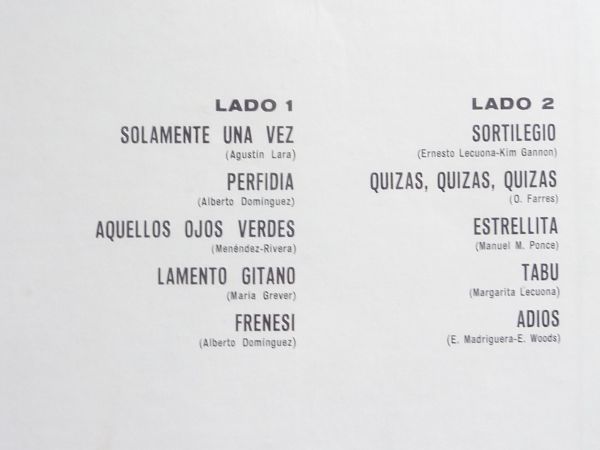 LADO 1
SOLAMENTE UNA VEZ
(Agustín Lara)
PERFIDIA
(Alberto Domínguez)
AQUELLOS OJOS VERDES
(Menéndez-Rivera)
LAMENTO GITANO
(María Grever)
FRENESI
(Alberto Domínguez)
LADO 2
SORTILEGIO
(Ernesto Lecuona-Kim Gannon)
QUIZAS, QUIZAS, QUIZAS
(O. Farres)
ESTRELLITA
(Manuel M. Ponce)
TABU
(Margarita Lecuona)
ADIOS
(E. Madriguera-E. Woods)